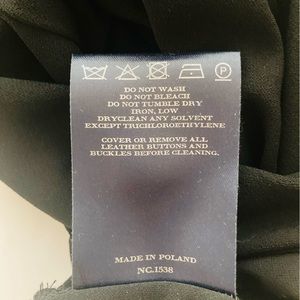 P
DO NOT WASH
DO NOT BLEACH
DO NOT TUMBLE DRY
IRON, LOW
DRYCLEAN ANY SOLVENT
EXCEPT TRICHLOROETHYLENE
COVER OR REMOVE ALL
LEATHER BUTTONS AND
BUCKLES BEFORE CLEANING.
MADE IN POLAND
NC.1538